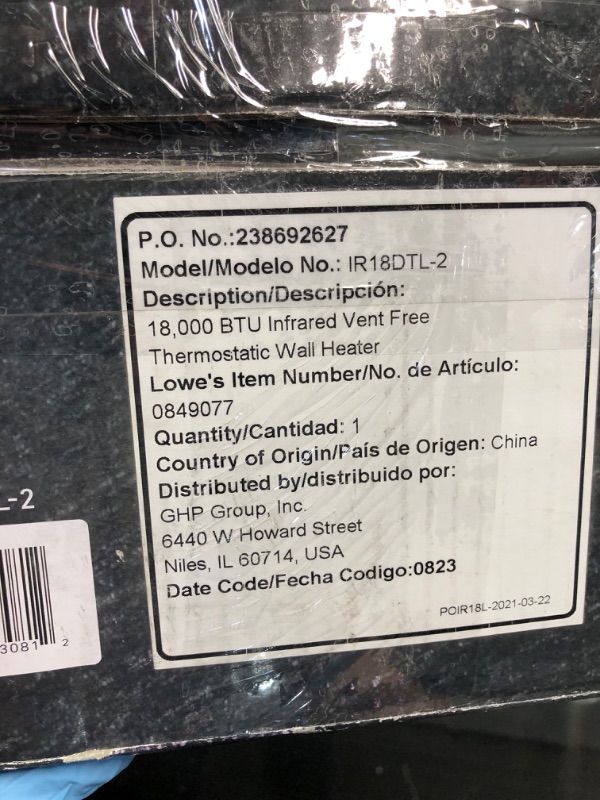 P.O. No.:238692627
Model/Modelo No.: IR18DTL-2
Description/Descripción:
18,000 BTU Infrared Vent Free
Thermostatic Wall Heater
Lowe's Item Number/No. de Artículo:
0849077
Quantity/Cantidad: 1
Country of Origin/País de Origen: China
Distributed by/distribuido por:
GHP Group, Inc.
6440 W Howard Street
Niles, IL 60714, USA
Date Code/Fecha Codigo:0823
POIR18L-2021-03-22
L-2
3081 2